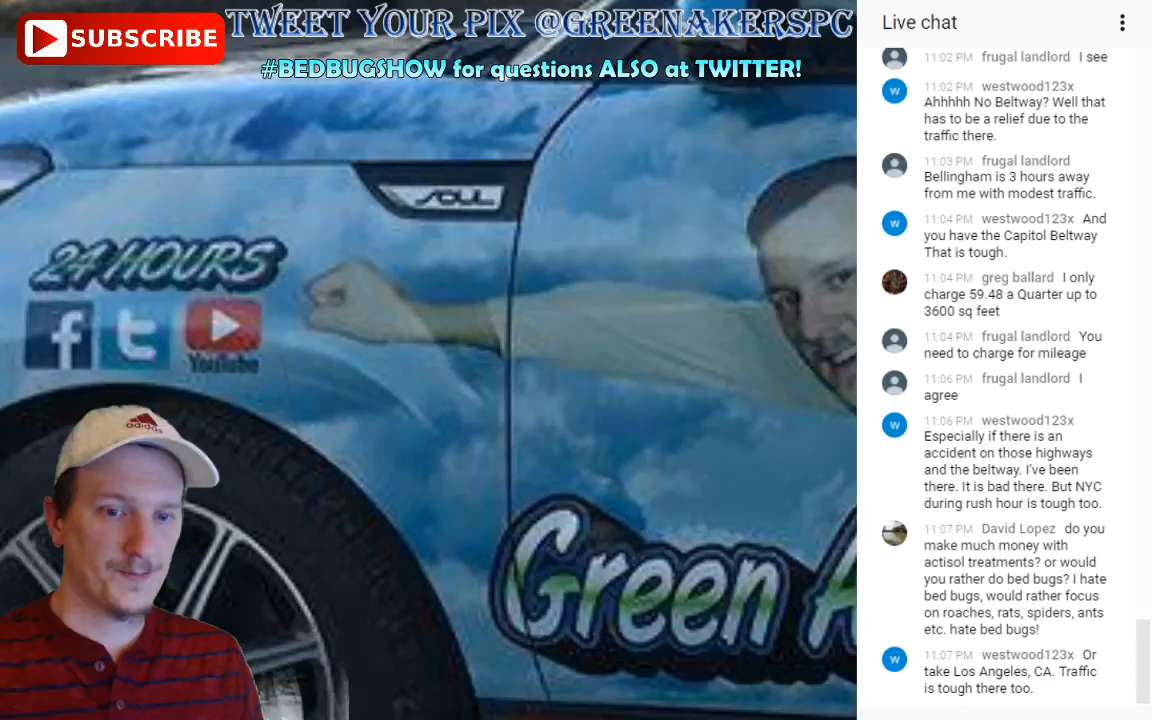 SUBSCRIBE
TWEET YOUR PIX @GREENAKERSPC
#BEDBUGSHOW for questions ALSO at TWITTER!
SOUL
24 HOURS
f
t
YouTube
adidas
Green A
Live chat
11:02 PM frugal landlord I see
W
11:02 PM westwood123x
Ahhhhh No Beltway? Well that
has to be a relief due to the
traffic there.
11:03 PM frugal landlord
Bellingham is 3 hours away
from me with modest traffic.
W
11:04 PM westwood123x And
you have the Capitol Beltway
That is tough.
11:04 PM greg ballard I only
charge 59.48 a Quarter up to
3600 sq feet
11:04 PM frugal landlord You
need to charge for mileage
11:06 PM frugal landlord I
agree
W
11:06 PM westwood123x
Especially if there is an
accident on those highways
and the beltway. I've been
there. It is bad there. But NYC
during rush hour is tough too.
11:07 PM David Lopez do you
make much money with
actisol treatments? or would
you rather do bed bugs? I hate
bed bugs, would rather focus
on roaches, rats, spiders, ants
etc. hate bed bugs!
W
11:07 PM westwood123x Or
take Los Angeles, CA. Traffic
is tough there too.